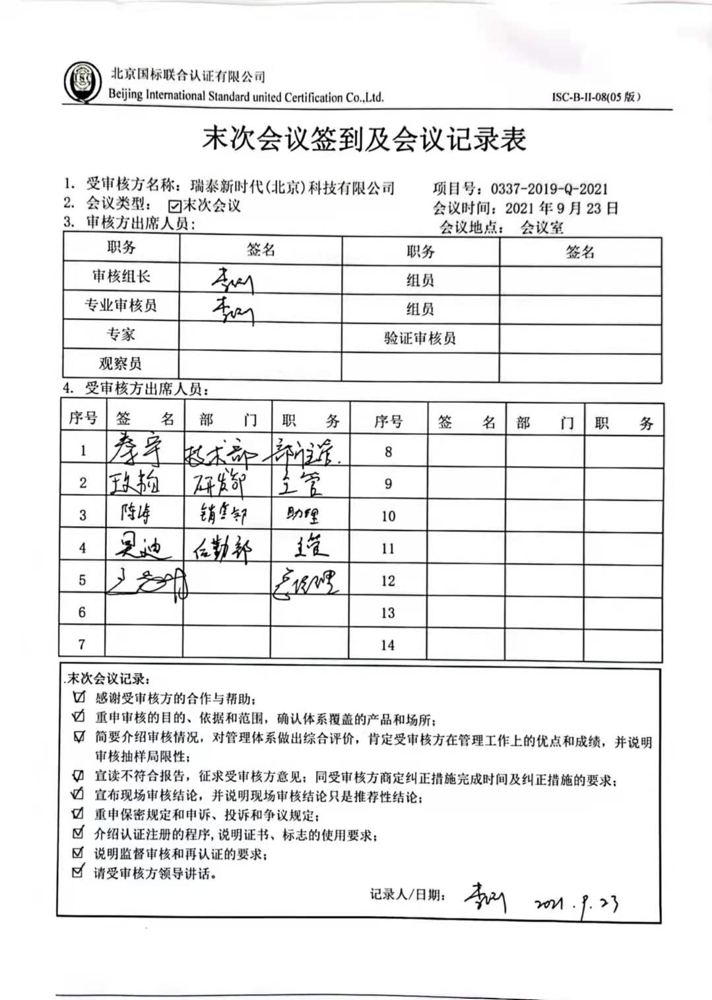 北京国标联合认证有限公司
Beijing International Standard united Certification Co.,Ltd. ISC-B-II-08(05版)
末次会议签到及会议记录表
1. 受审核方名称：瑞泰新时代(北京)科技有限公司 项目号：0337-2019-Q-2021
2. 会议类型： ☑末次会议 会议时间：2021年9月23日
3. 审核方出席人员: 会议地点： 会议室
职务 签名 职务 签名
审核组长 组员
专业审核员 组员
专家 验证审核员
观察员
4. 受审核方出席人员:
序号 签 名 部 门 职 务 序号 签 名 部 门 职 务
1 秦宇 技术部 8
2 研发部 主管 9
3 陈涛 销售部 助理 10
4 吴迪 后勤部 主管 11
5 总经理 12
6 13
7 14
.末次会议记录:
☑ 感谢受审核方的合作与帮助;
☑ 重申审核的目的、依据和范围，确认体系覆盖的产品和场所;
☑ 简要介绍审核情况，对管理体系做出综合评价，肯定受审核方在管理工作上的优点和成绩，并说明
审核抽样局限性;
☑ 宣读不符合报告，征求受审核方意见；同受审核方商定纠正措施完成时间及纠正措施的要求;
☑ 宣布现场审核结论，并说明现场审核结论只是推荐性结论;
☑ 重申保密规定和申诉、投诉和争议规定;
☑ 介绍认证注册的程序,说明证书、标志的使用要求;
☑ 说明监督审核和再认证的要求;
☑ 请受审核方领导讲话。
记录人/日期: 2021.9.23